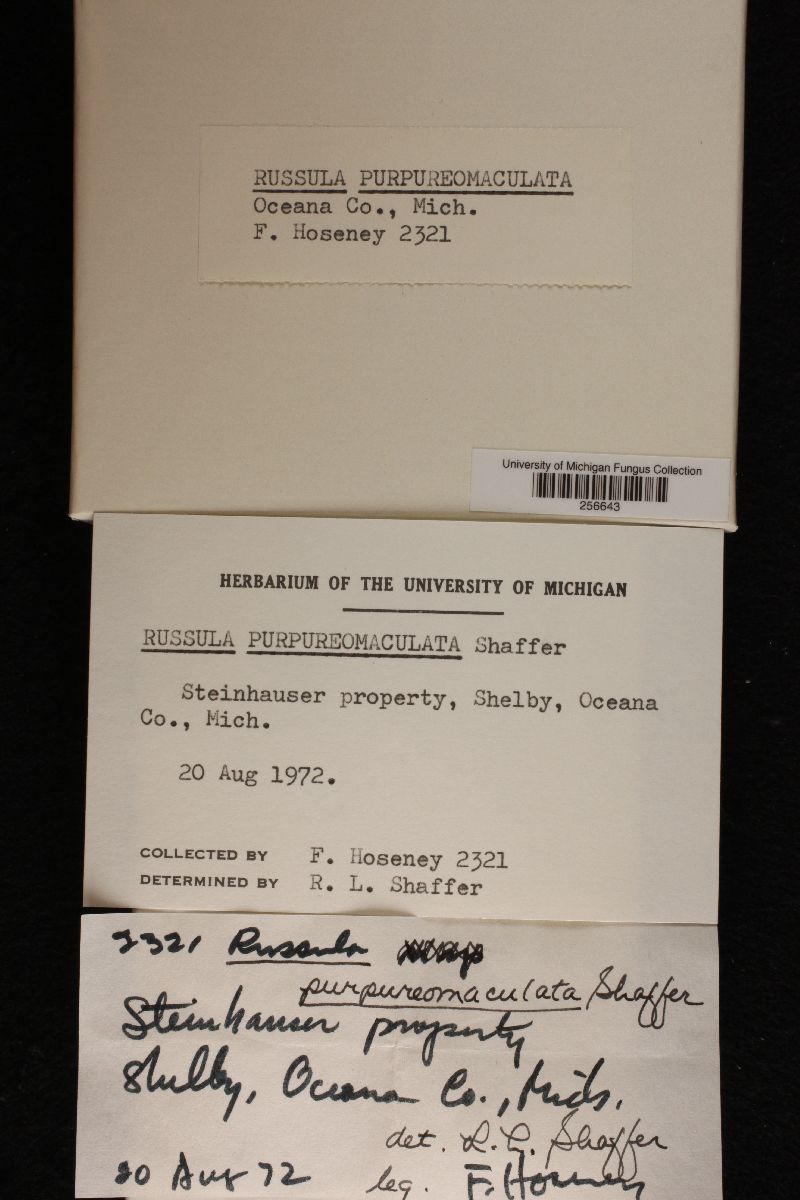 RUSSULA PURPUREOMACULATA
Oceana Co., Mich.
F. Hoseney 2321
University of Michigan Fungus Collection
256643
HERBARIUM OF THE UNIVERSITY OF MICHIGAN
RUSSULA PURPUREOMACULATA Shaffer
Steinhauser property, Shelby, Oceana
Co., Mich.
20 Aug 1972.
COLLECTED BY F. Hoseney 2321
DETERMINED BY R. L. Shaffer
2321 Russula
purpureomaculata Shaffer
Steinhauser property
Shelby, Oceana Co., Mich.
det. R. L. Shaffer
20 Aug 72 leg. F. Hoseney